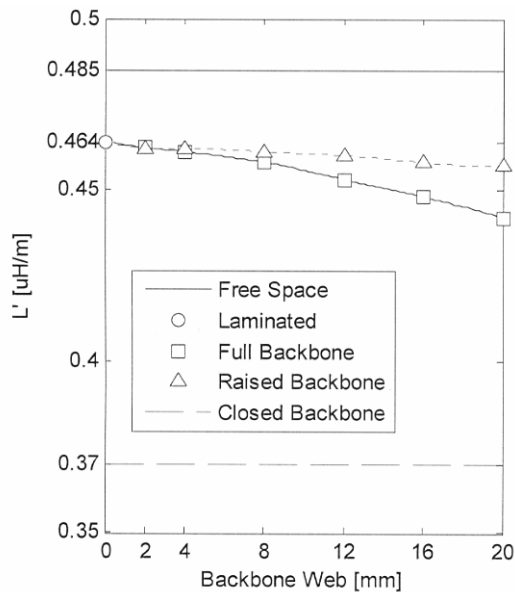 0.5
0.485
0.464
0.45
L' [uH/m]
Free Space
Laminated
Full Backbone
Raised Backbone
Closed Backbone
0.4
0.37
0.35
0 2 4 8 12 16 20
Backbone Web [mm]